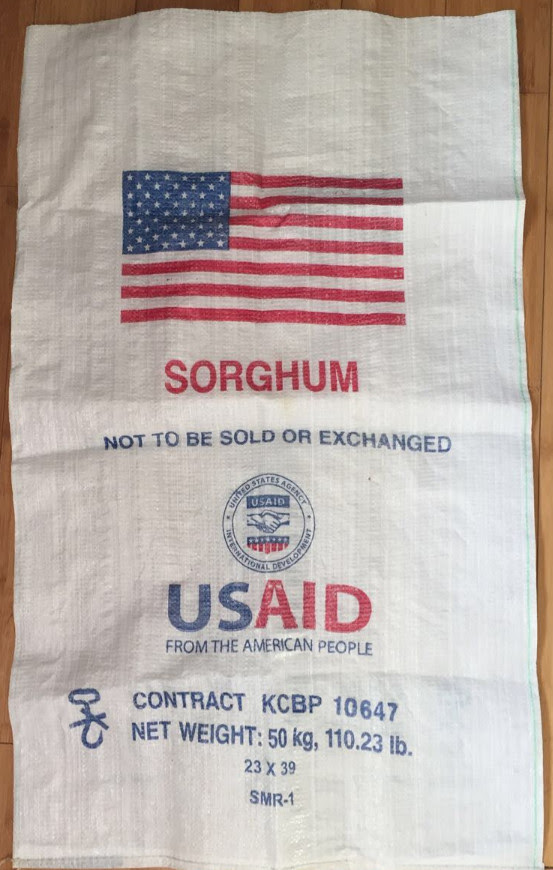 SORGHUM
NOT TO BE SOLD OR EXCHANGED
UNITED STATES AGENCY
USAID
INTERNATIONAL DEVELOPMENT
USAID
FROM THE AMERICAN PEOPLE
CONTRACT KCBP 10647
NET WEIGHT: 50 kg, 110.23 lb.
23 X 39
SMR-1